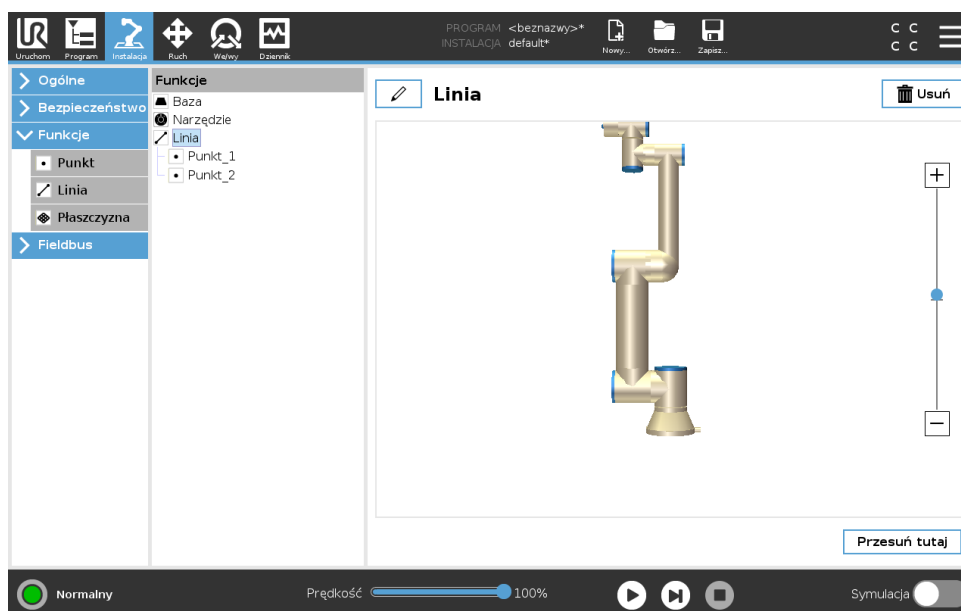 UR
PROGRAM <beznazwy>*
INSTALACJA default*
C C
C C
Uruchom Program Instalacja Ruch We/wy Dziennik Nowy... Otwórz... Zapisz...
Ogólne
Bezpieczeństwo
Funkcje
Punkt
Linia
Płaszczyzna
Fieldbus
Funkcje
Baza
Narzędzie
Linia
Punkt_1
Punkt_2
Linia
Usuń
Przesuń tutaj
Normalny
Prędkość 100%
Symulacja